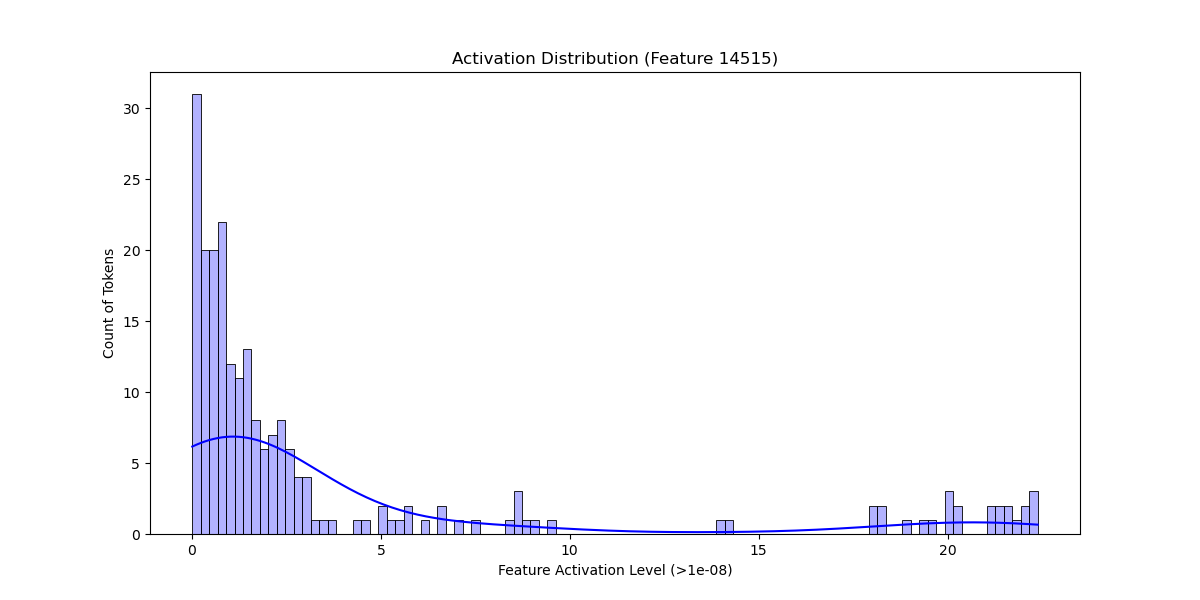 Activation Distribution (Feature 14515)
Count of Tokens
30
25
20
15
10
5
0
0 5 10 15 20
Feature Activation Level (>1e-08)